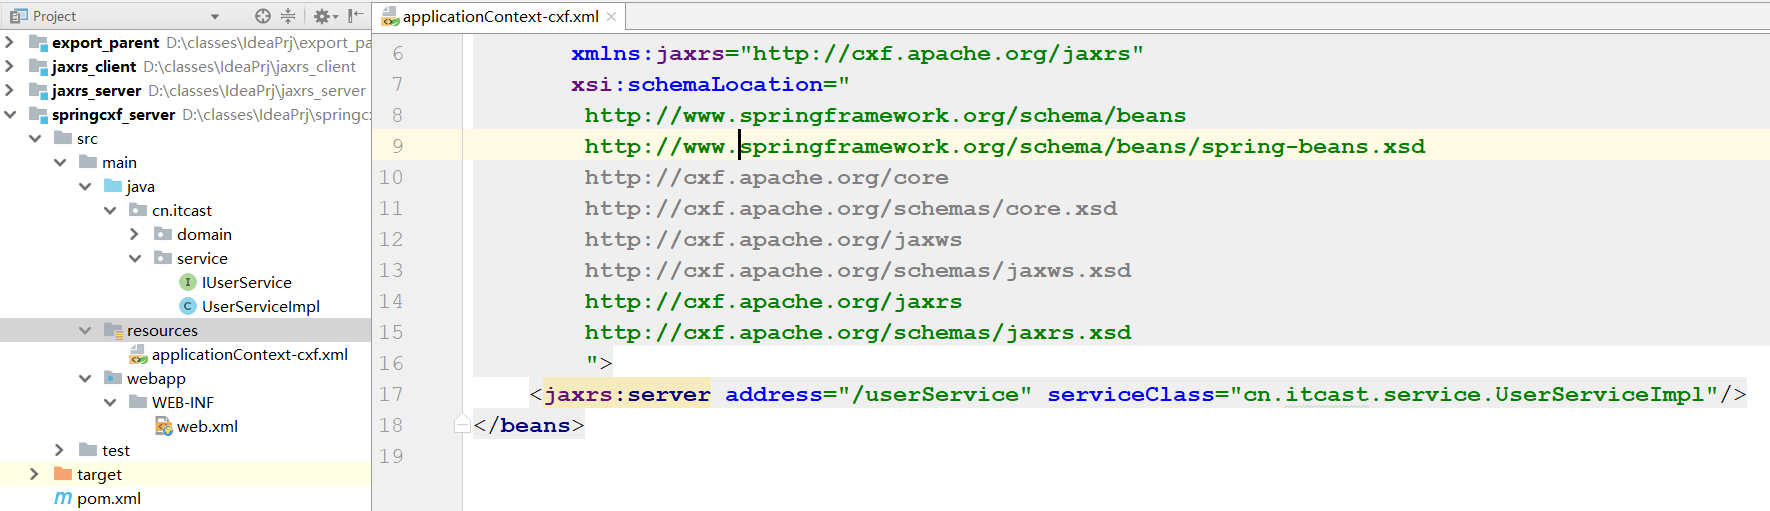 Project
export_parent D:\classes\IdeaPrj\export_pa
jaxrs_client D:\classes\IdeaPrj\jaxrs_client
jaxrs_server D:\classes\IdeaPrj\jaxrs_server
springcxf_server D:\classes\IdeaPrj\springc
src
main
java
cn.itcast
domain
service
I IUserService
C UserServiceImpl
resources
applicationContext-cxf.xml
webapp
WEB-INF
web.xml
test
target
m pom.xml
applicationContext-cxf.xml
6 xmlns:jaxrs="http://cxf.apache.org/jaxrs"
7 xsi:schemaLocation="
8 http://www.springframework.org/schema/beans
9 http://www.springframework.org/schema/beans/spring-beans.xsd
10 http://cxf.apache.org/core
11 http://cxf.apache.org/schemas/core.xsd
12 http://cxf.apache.org/jaxws
13 http://cxf.apache.org/schemas/jaxws.xsd
14 http://cxf.apache.org/jaxrs
15 http://cxf.apache.org/schemas/jaxrs.xsd
16 ">
17 <jaxrs:server address="/userService" serviceClass="cn.itcast.service.UserServiceImpl"/>
18 </beans>
19